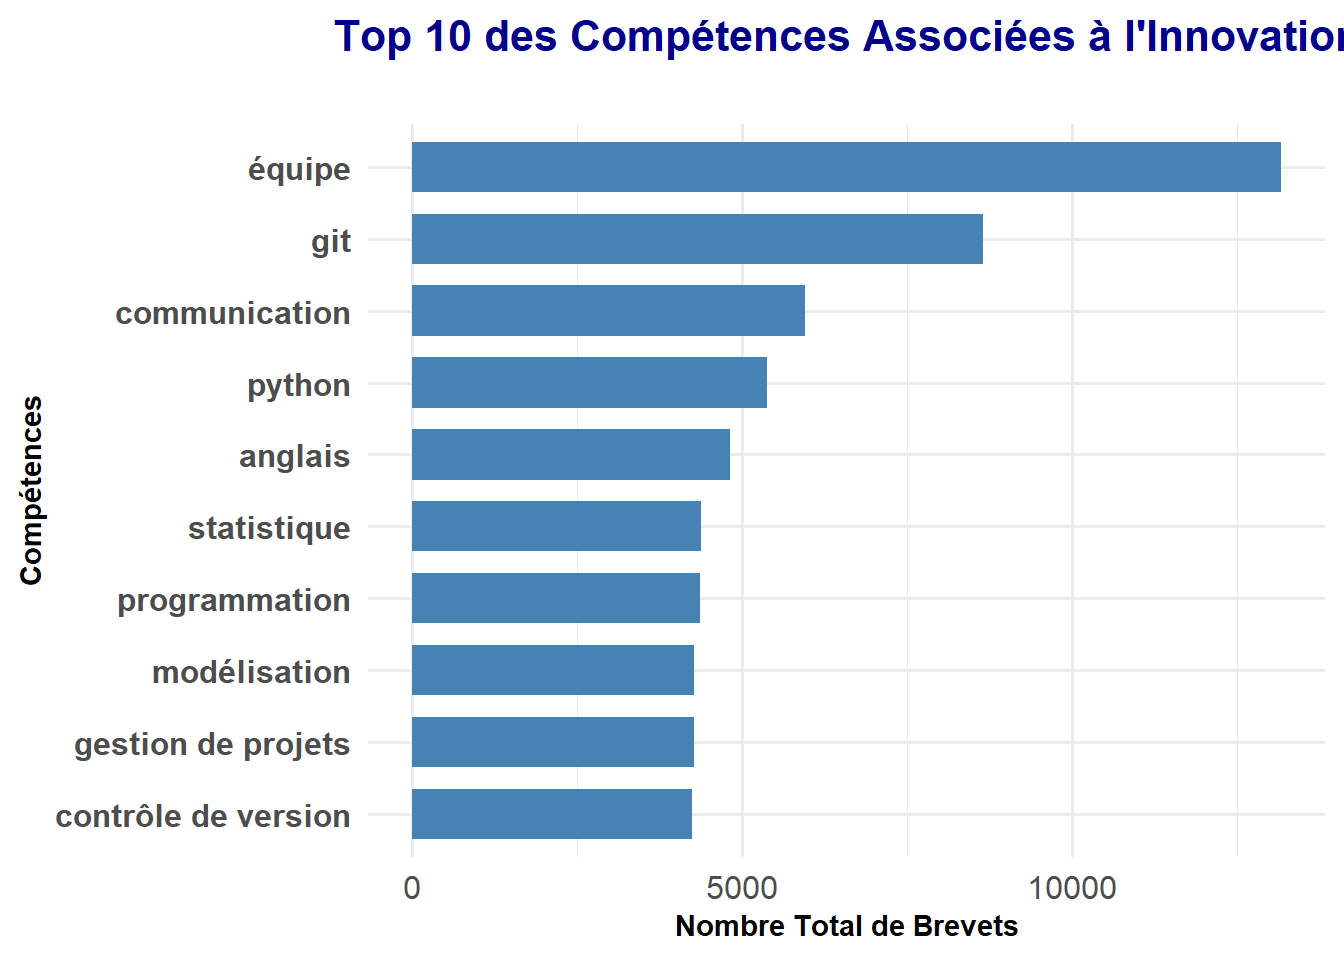 Top 10 des Compétences Associées à l'Innovation
équipe
git
communication
python
anglais
statistique
programmation
modélisation
gestion de projets
contrôle de version
Compétences
0 5000 10000
Nombre Total de Brevets